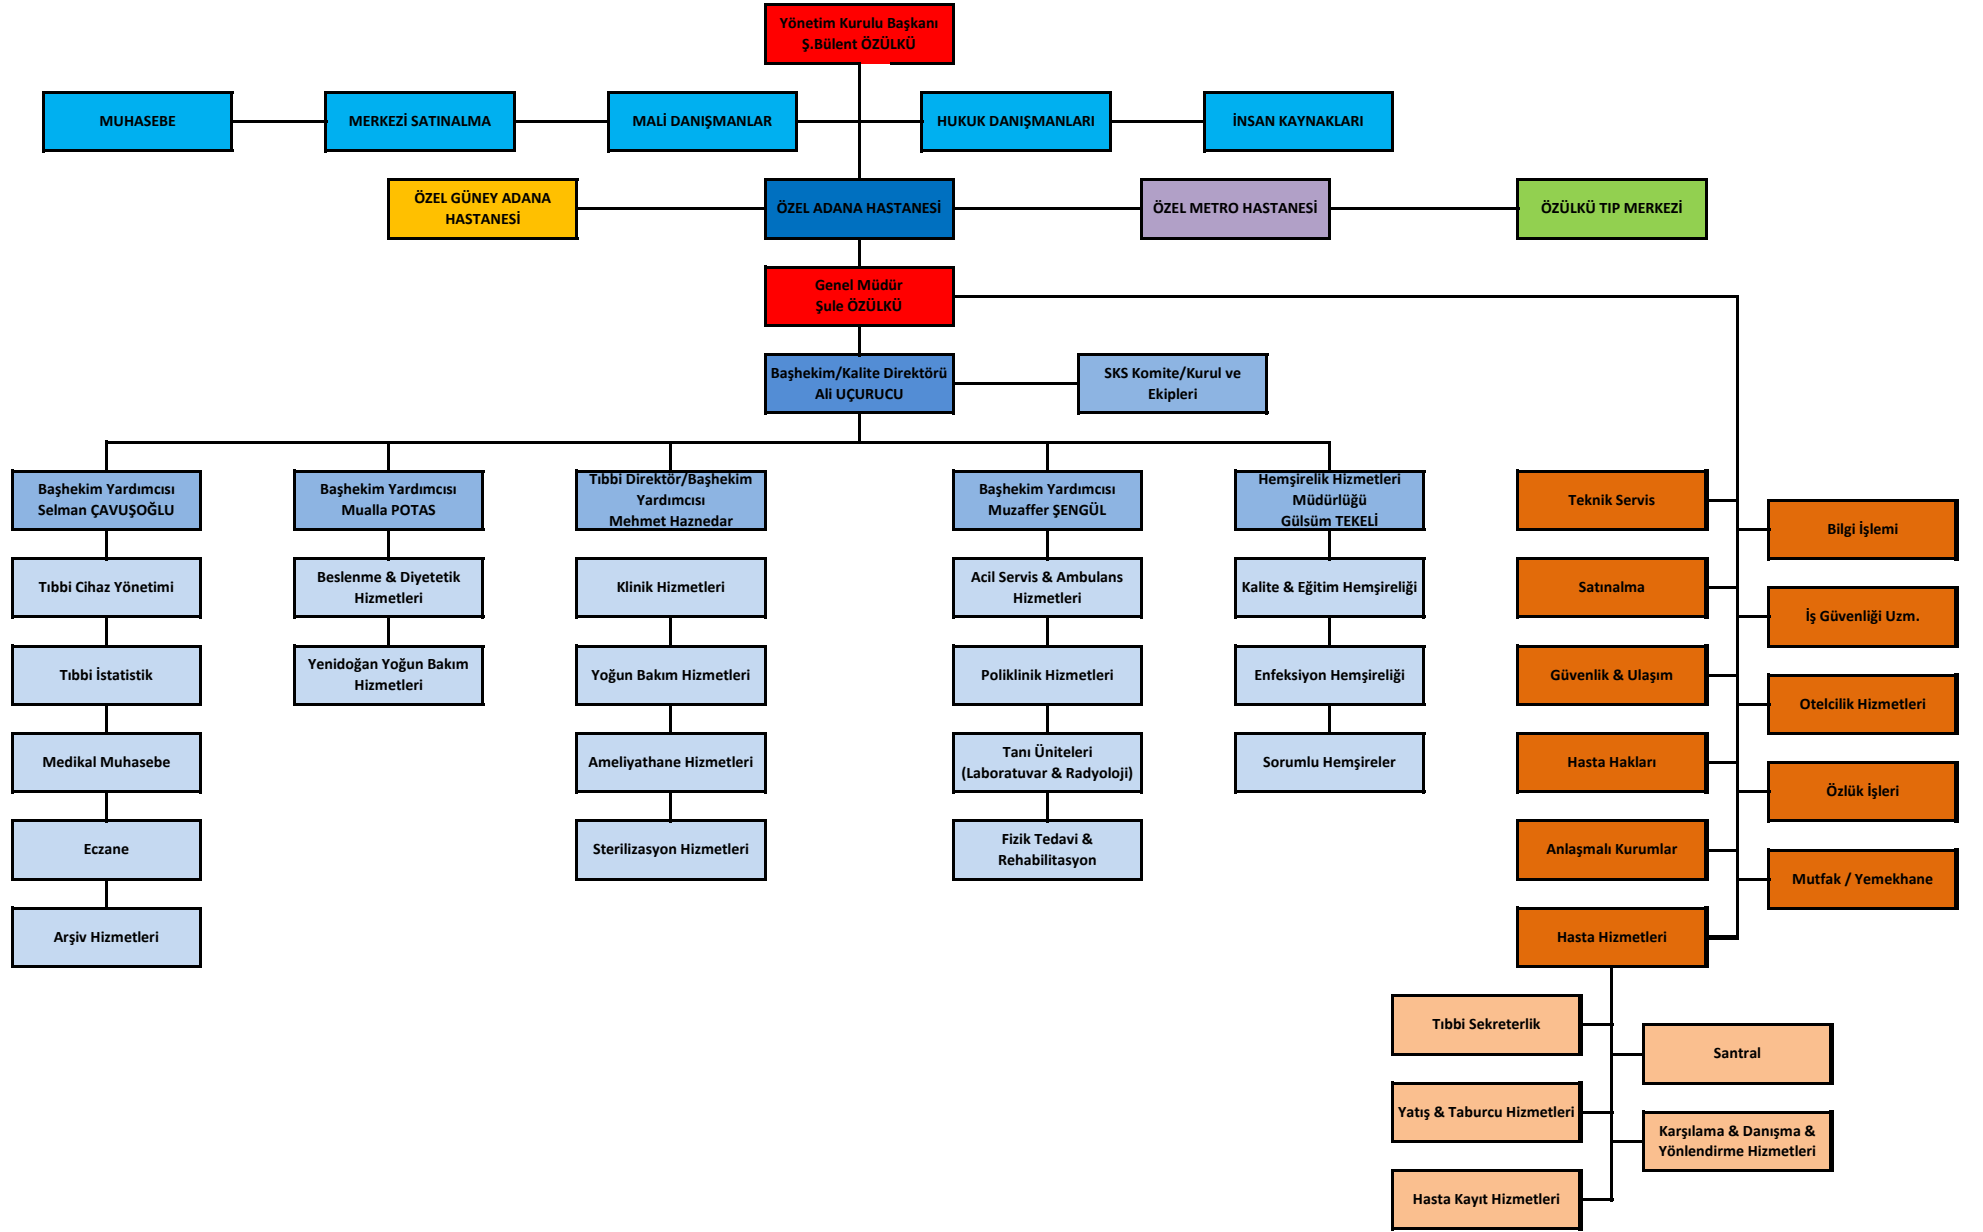 Yönetim Kurulu Başkanı
Ş.Bülent ÖZÜLKÜ
MUHASEBE
MERKEZİ SATINALMA
MALİ DANIŞMANLAR
HUKUK DANIŞMANLARI
İNSAN KAYNAKLARI
ÖZEL GÜNEY ADANA
HASTANESİ
ÖZEL ADANA HASTANESİ
ÖZEL METRO HASTANESİ
ÖZÜLKÜ TIP MERKEZİ
Genel Müdür
Şule ÖZÜLKÜ
Başhekim/Kalite Direktörü
Ali UÇURUCU
SKS Komite/Kurul ve
Ekipleri
Başhekim Yardımcısı
Selman ÇAVUŞOĞLU
Başhekim Yardımcısı
Mualla POTAS
Tıbbi Direktör/Başhekim
Yardımcısı
Mehmet Haznedar
Başhekim Yardımcısı
Muzaffer ŞENGÜL
Hemşirelik Hizmetleri
Müdürlüğü
Gülsüm TEKELİ
Teknik Servis
Bilgi İşlemi
Tıbbi Cihaz Yönetimi
Beslenme & Diyetetik
Hizmetleri
Klinik Hizmetleri
Acil Servis & Ambulans
Hizmetleri
Kalite & Eğitim Hemşireliği
Satınalma
İş Güvenliği Uzm.
Tıbbi İstatistik
Yenidoğan Yoğun Bakım
Hizmetleri
Yoğun Bakım Hizmetleri
Poliklinik Hizmetleri
Enfeksiyon Hemşireliği
Güvenlik & Ulaşım
Otelcilik Hizmetleri
Medikal Muhasebe
Ameliyathane Hizmetleri
Tanı Üniteleri
(Laboratuvar & Radyoloji)
Sorumlu Hemşireler
Hasta Hakları
Özlük İşleri
Eczane
Sterilizasyon Hizmetleri
Fizik Tedavi &
Rehabilitasyon
Anlaşmalı Kurumlar
Mutfak / Yemekhane
Arşiv Hizmetleri
Hasta Hizmetleri
Tıbbi Sekreterlik
Santral
Yatış & Taburcu Hizmetleri
Karşılama & Danışma &
Yönlendirme Hizmetleri
Hasta Kayıt Hizmetleri